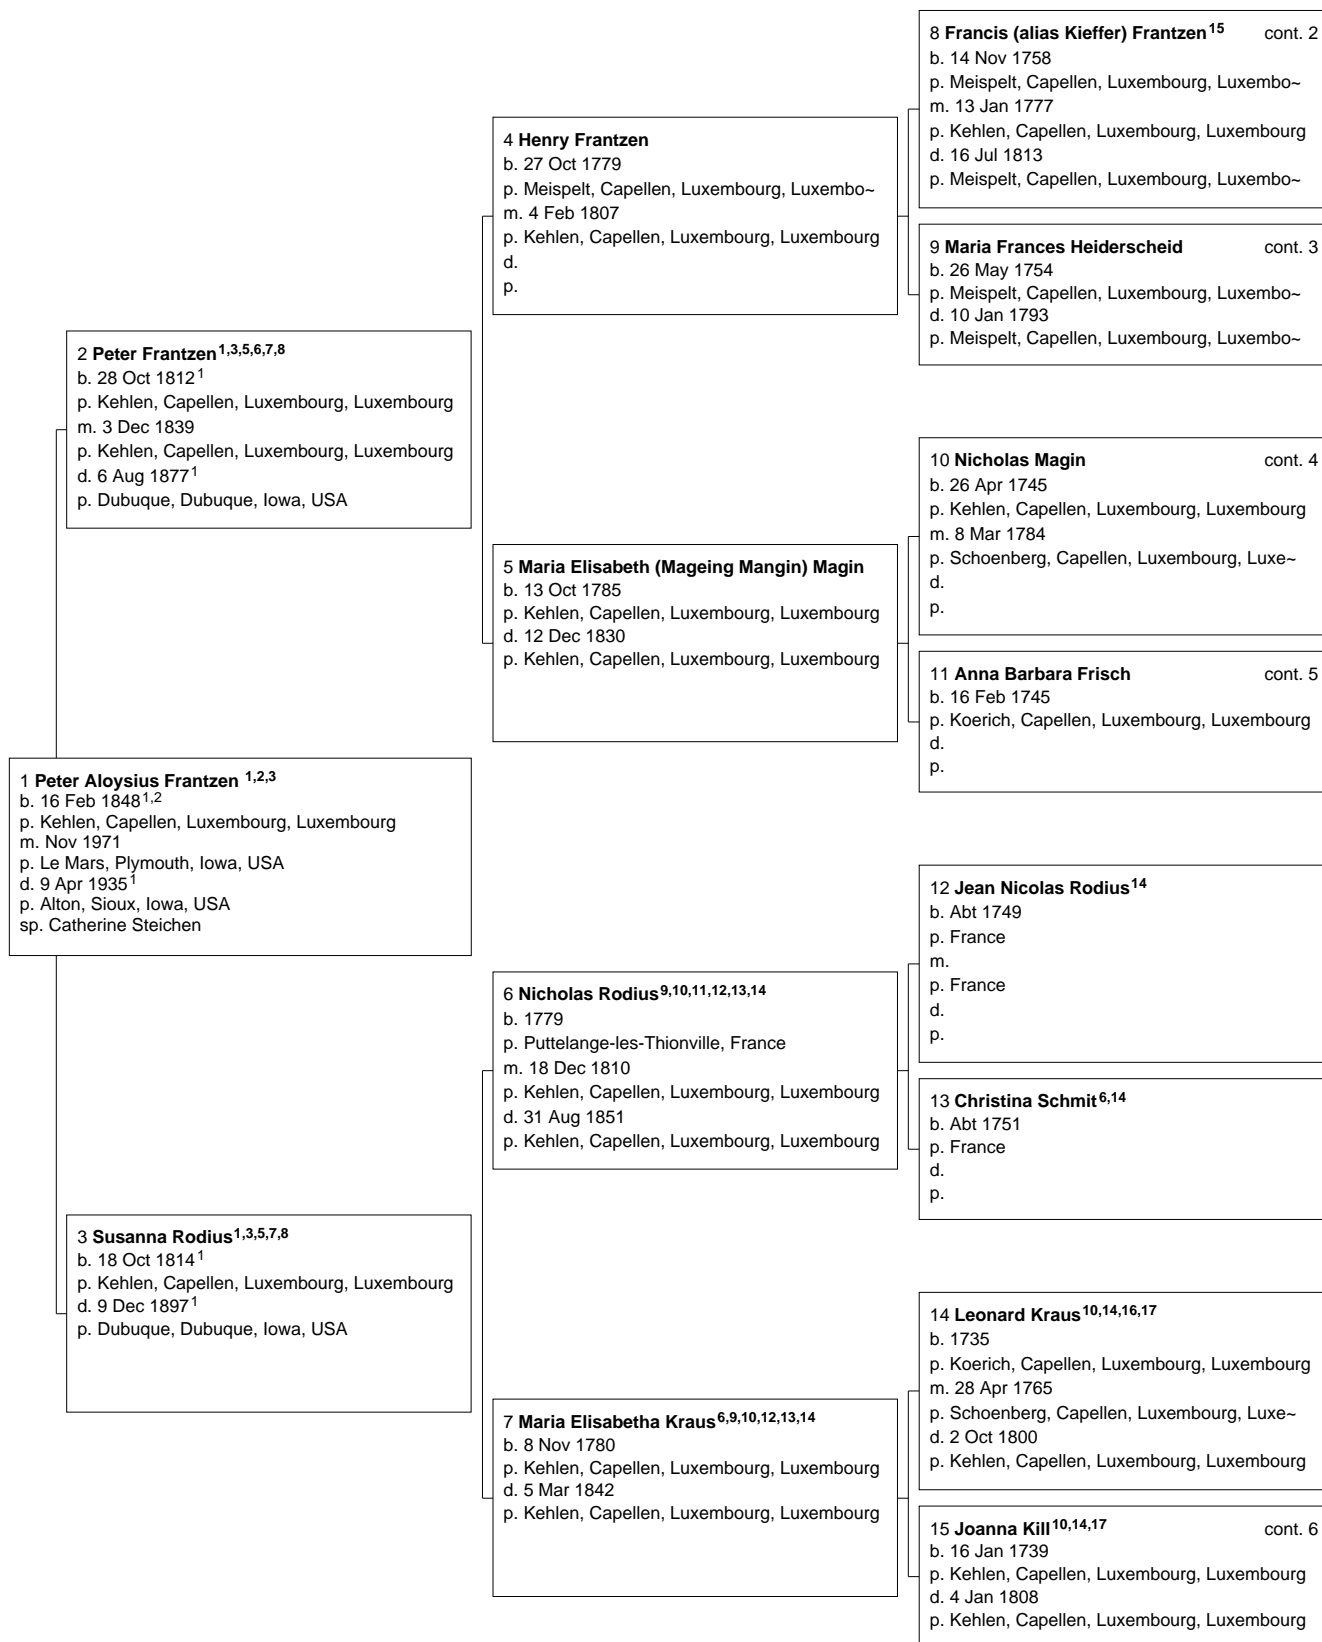 8 Francis (alias Kieffer) Frantzen15 cont. 2
b. 14 Nov 1758
p. Meispelt, Capellen, Luxembourg, Luxembo~
m. 13 Jan 1777
p. Kehlen, Capellen, Luxembourg, Luxembourg
d. 16 Jul 1813
p. Meispelt, Capellen, Luxembourg, Luxembo~
4 Henry Frantzen
b. 27 Oct 1779
p. Meispelt, Capellen, Luxembourg, Luxembo~
m. 4 Feb 1807
p. Kehlen, Capellen, Luxembourg, Luxembourg
d.
p.
9 Maria Frances Heiderscheid cont. 3
b. 26 May 1754
p. Meispelt, Capellen, Luxembourg, Luxembo~
d. 10 Jan 1793
p. Meispelt, Capellen, Luxembourg, Luxembo~
2 Peter Frantzen1,3,5,6,7,8
b. 28 Oct 18121
p. Kehlen, Capellen, Luxembourg, Luxembourg
m. 3 Dec 1839
p. Kehlen, Capellen, Luxembourg, Luxembourg
d. 6 Aug 18771
p. Dubuque, Dubuque, Iowa, USA
10 Nicholas Magin cont. 4
b. 26 Apr 1745
p. Kehlen, Capellen, Luxembourg, Luxembourg
m. 8 Mar 1784
p. Schoenberg, Capellen, Luxembourg, Luxe~
d.
p.
5 Maria Elisabeth (Mageing Mangin) Magin
b. 13 Oct 1785
p. Kehlen, Capellen, Luxembourg, Luxembourg
d. 12 Dec 1830
p. Kehlen, Capellen, Luxembourg, Luxembourg
11 Anna Barbara Frisch cont. 5
b. 16 Feb 1745
p. Koerich, Capellen, Luxembourg, Luxembourg
d.
p.
1 Peter Aloysius Frantzen 1,2,3
b. 16 Feb 18481,2
p. Kehlen, Capellen, Luxembourg, Luxembourg
m. Nov 1971
p. Le Mars, Plymouth, Iowa, USA
d. 9 Apr 19351
p. Alton, Sioux, Iowa, USA
sp. Catherine Steichen
12 Jean Nicolas Rodius14
b. Abt 1749
p. France
m.
p. France
d.
p.
6 Nicholas Rodius9,10,11,12,13,14
b. 1779
p. Puttelange-les-Thionville, France
m. 18 Dec 1810
p. Kehlen, Capellen, Luxembourg, Luxembourg
d. 31 Aug 1851
p. Kehlen, Capellen, Luxembourg, Luxembourg
13 Christina Schmit6,14
b. Abt 1751
p. France
d.
p.
3 Susanna Rodius1,3,5,7,8
b. 18 Oct 18141
p. Kehlen, Capellen, Luxembourg, Luxembourg
d. 9 Dec 18971
p. Dubuque, Dubuque, Iowa, USA
14 Leonard Kraus10,14,16,17
b. 1735
p. Koerich, Capellen, Luxembourg, Luxembourg
m. 28 Apr 1765
p. Schoenberg, Capellen, Luxembourg, Luxe~
d. 2 Oct 1800
p. Kehlen, Capellen, Luxembourg, Luxembourg
7 Maria Elisabetha Kraus6,9,10,12,13,14
b. 8 Nov 1780
p. Kehlen, Capellen, Luxembourg, Luxembourg
d. 5 Mar 1842
p. Kehlen, Capellen, Luxembourg, Luxembourg
15 Joanna Kill10,14,17 cont. 6
b. 16 Jan 1739
p. Kehlen, Capellen, Luxembourg, Luxembourg
d. 4 Jan 1808
p. Kehlen, Capellen, Luxembourg, Luxembourg